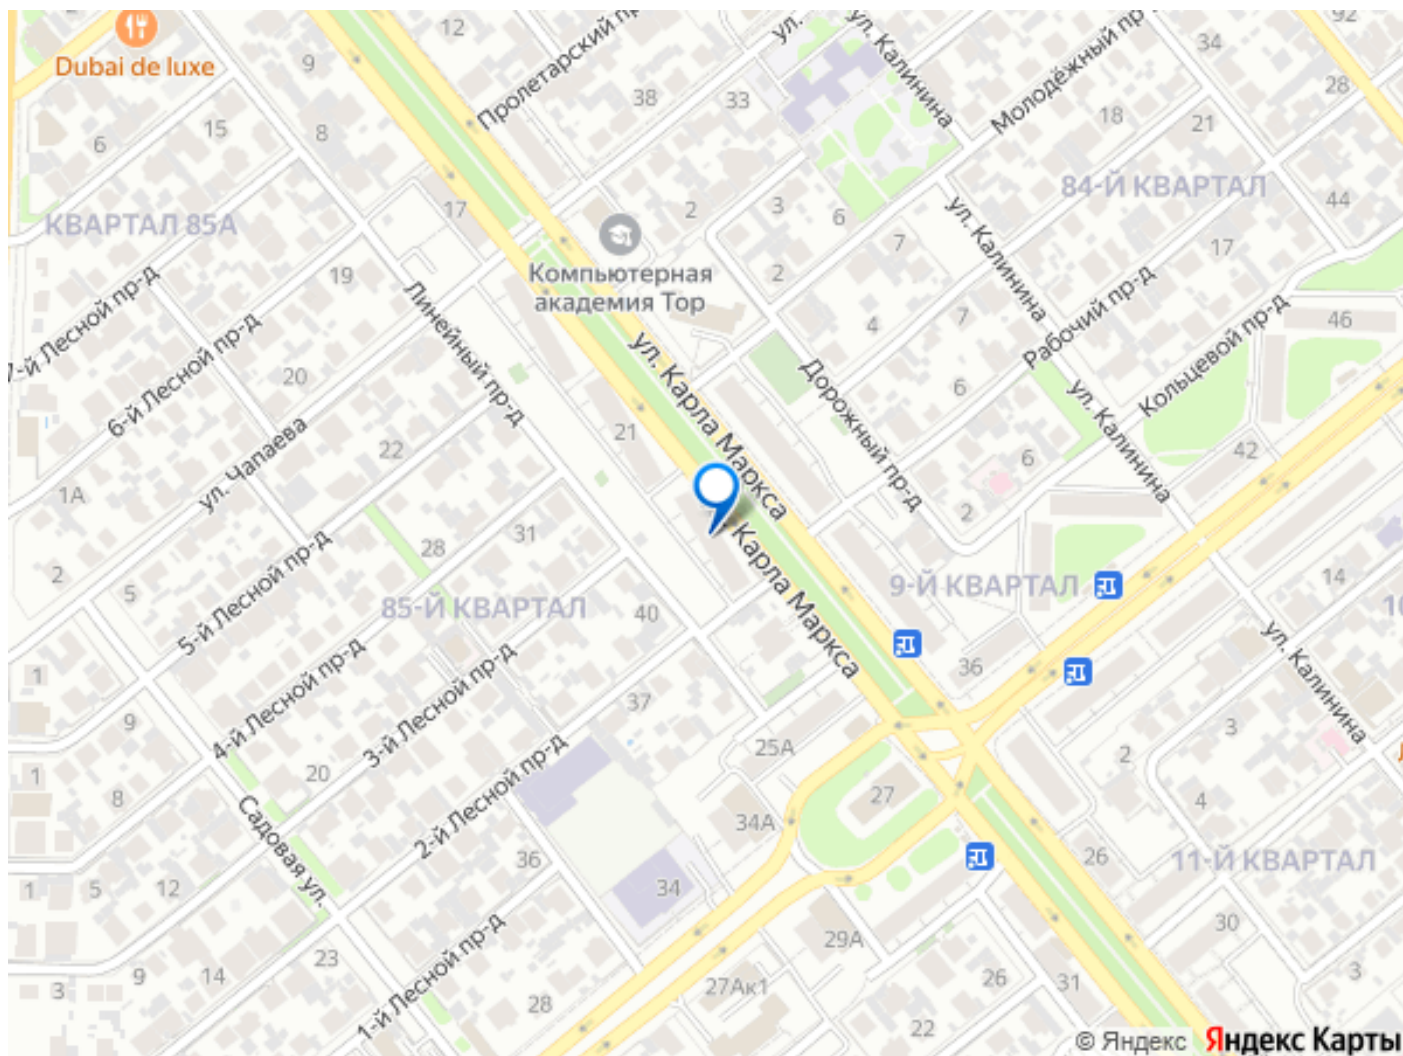 12
92
Dubai de luxe
9
Пролетарский пр-д
ул.
ул. Калинина
Молодёжный пр-д
34
28
38
33
18
21
15
8
6
84-Й КВАРТАЛ
44
17
2
3
6
7
ул. Калинина
17
КВАРТАЛ 85А
Компьютерная
академия Top
19
2
7-й Лесной пр-д
6-й Лесной пр-д
Линейный пр-д
4
7
Рабочий пр-д
Кольцевой пр-д
46
20
ул. Карла Маркса
Дорожный пр-д
6
ул. Калинина
ул. Чапаева
22
21
42
6
1А
2
31
28
5
5-й Лесной пр-д
85-Й КВАРТАЛ
40
Карла Маркса
9-Й КВАРТАЛ
14
10
ул. Калинина
1
9
4-й Лесной пр-д
3-й Лесной пр-д
37
36
2
3
25А
1
8
20
2-й Лесной пр-д
27
34А
4
Садовая ул.
36
34
26
11-Й КВАРТАЛ
1
5
12
30
29А
23
9
14
3
1-й Лесной пр-д
28
27Ак1
26
31
3
22
© Яндекс Яндекс Карты